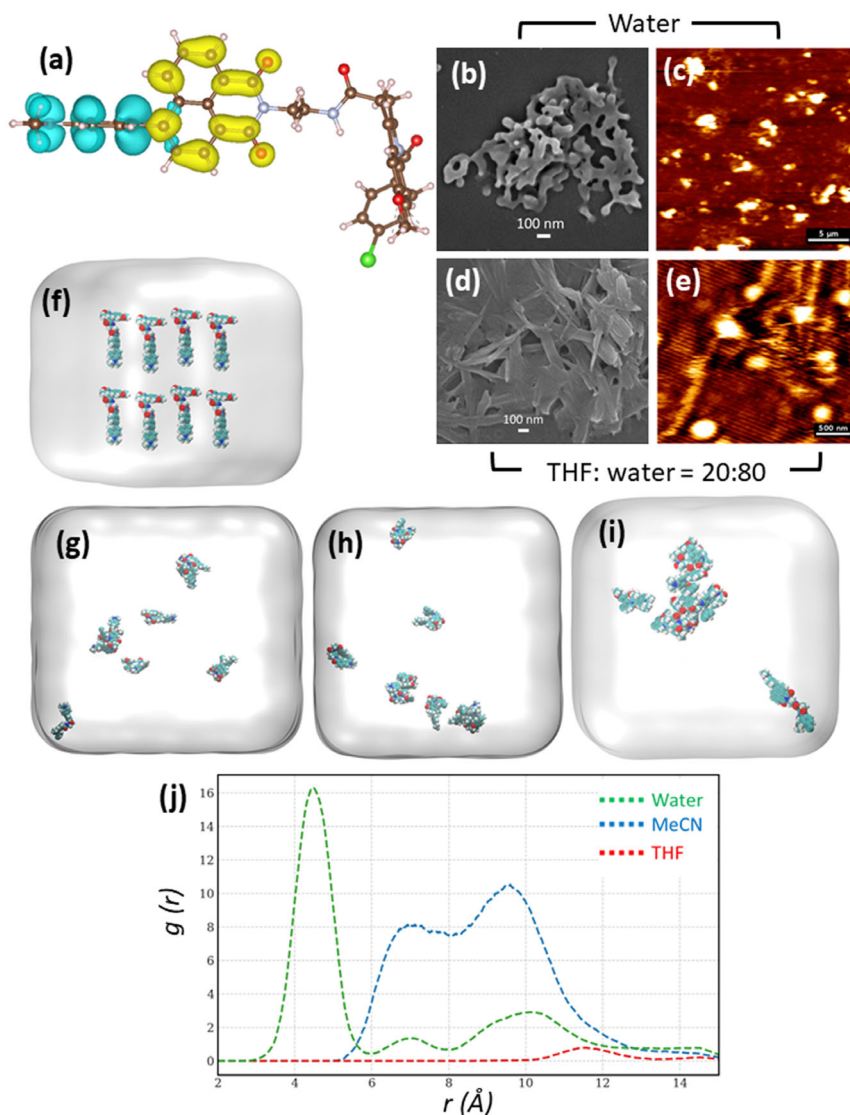 Water
(a)
(b)
100 nm
(c)
5 µm
(d)
100 nm
(e)
500 nm
THF: water = 20:80
(f)
(g)
(h)
(i)
(j)
Water
MeCN
THF
16
14
12
10
8
6
4
2
0
g (r)
2
4
6
8
10
12
14
r (Å)